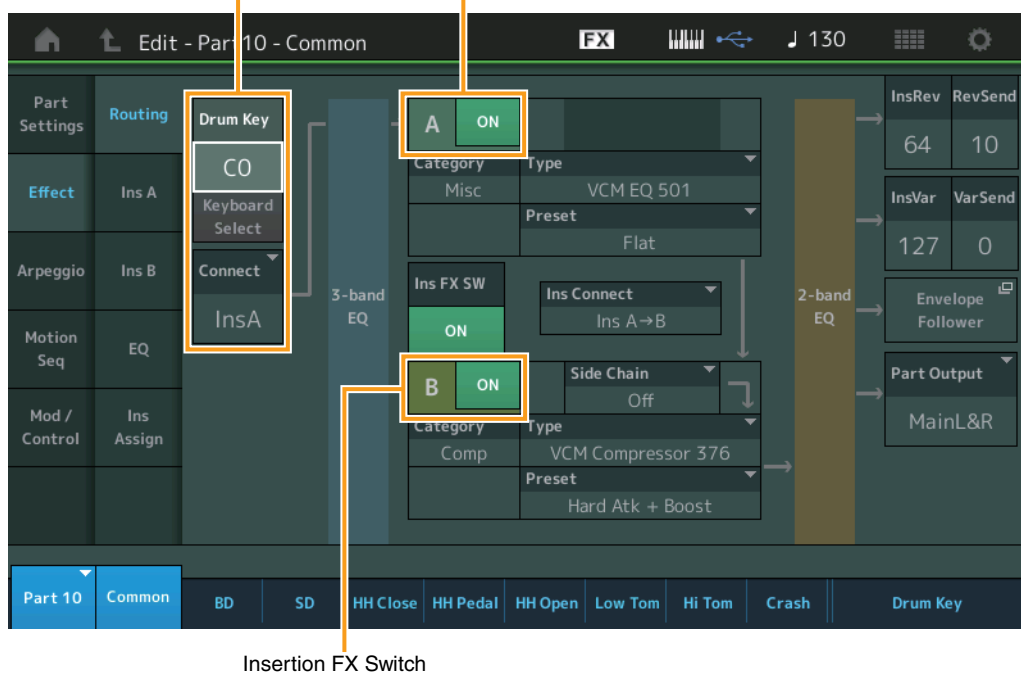 Edit - Part10 - Common
FX
130
Part
Settings
Effect
Arpeggio
Motion
Seq
Mod /
Control
Routing
Ins A
Ins B
EQ
Ins
Assign
Drum Key
C0
Keyboard
Select
Connect
InsA
3-band
EQ
A
ON
Category
Misc
Type
VCM EQ 501
Preset
Flat
Ins FX SW
ON
Ins Connect
Ins A→B
B
ON
Side Chain
Off
Category
Comp
Type
VCM Compressor 376
Preset
Hard Atk + Boost
2-band
EQ
InsRev
64
RevSend
10
InsVar
127
VarSend
0
Envelope
Follower
Part Output
MainL&R
Part 10
Common
BD
SD
HH Close
HH Pedal
HH Open
Low Tom
Hi Tom
Crash
Drum Key
Insertion FX Switch